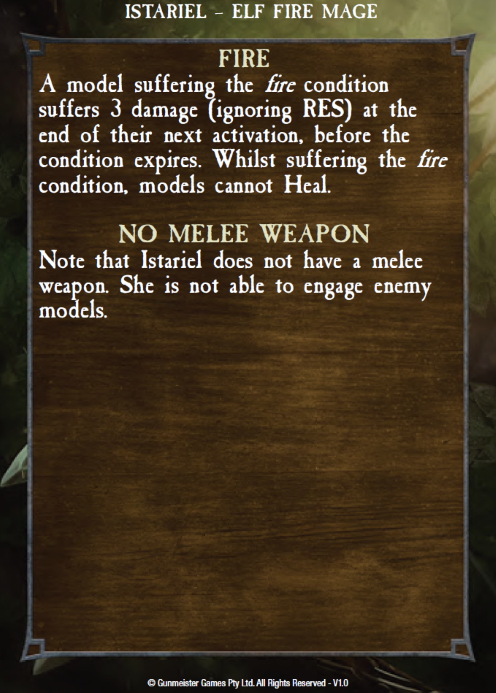 ISTARIEL – ELF FIRE MAGE
FIRE
A model suffering the fire condition
suffers 3 damage (ignoring RES) at the
end of their next activation, before the
condition expires. Whilst suffering the fire
condition, models cannot Heal.
NO MELEE WEAPON
Note that Istariel does not have a melee
weapon. She is not able to engage enemy
models.
© Gunmeister Games Pty Ltd. All Rights Reserved - V1.0